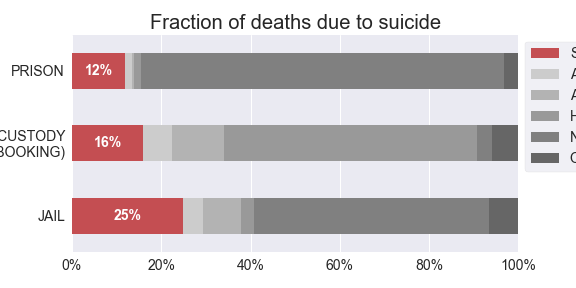 Fraction of deaths due to suicide
PRISON
12%
CUSTODY
BOOKING)
16%
JAIL
25%
0% 20% 40% 60% 80% 100%
S
A
A
H
N